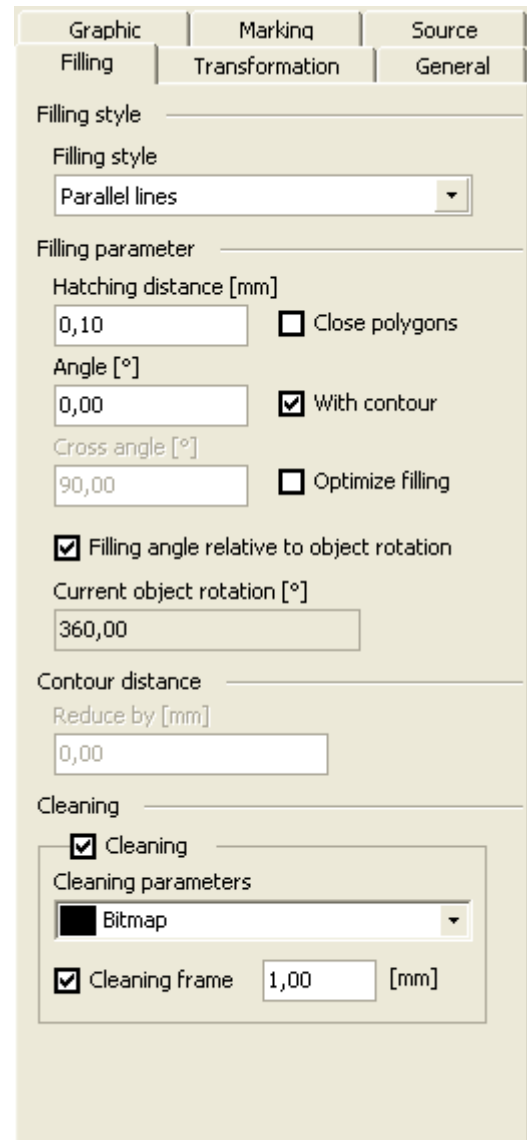 Graphic Marking Source
Filling Transformation General
Filling style
Filling style
Parallel lines
Filling parameter
Hatching distance [mm]
0,10 Close polygons
Angle [°]
0,00 With contour
Cross angle [°]
90,00 Optimize filling
Filling angle relative to object rotation
Current object rotation [°]
360,00
Contour distance
Reduce by [mm]
0,00
Cleaning
Cleaning
Cleaning parameters
Bitmap
Cleaning frame 1,00 [mm]